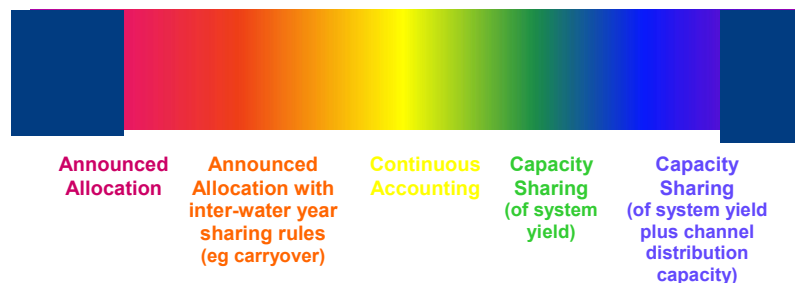 Announced
Allocation
Announced
Allocation with
inter-water year
sharing rules
(eg carryover)
Continuous
Accounting
Capacity
Sharing
(of system
yield)
Capacity
Sharing
(of system yield
plus channel
distribution
capacity)